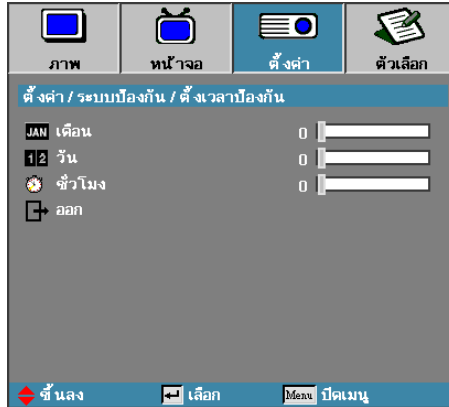 ภาพ หน้าจอ ตั้งค่า ตัวเลือก
ตั้งค่า / ระบบป้องกัน / ตั้งเวลาป้องกัน
JAN เดือน 0
12 วัน 0
ชั่วโมง 0
ออก
ขึ้นลง เลือก Menu ปิดเมนู